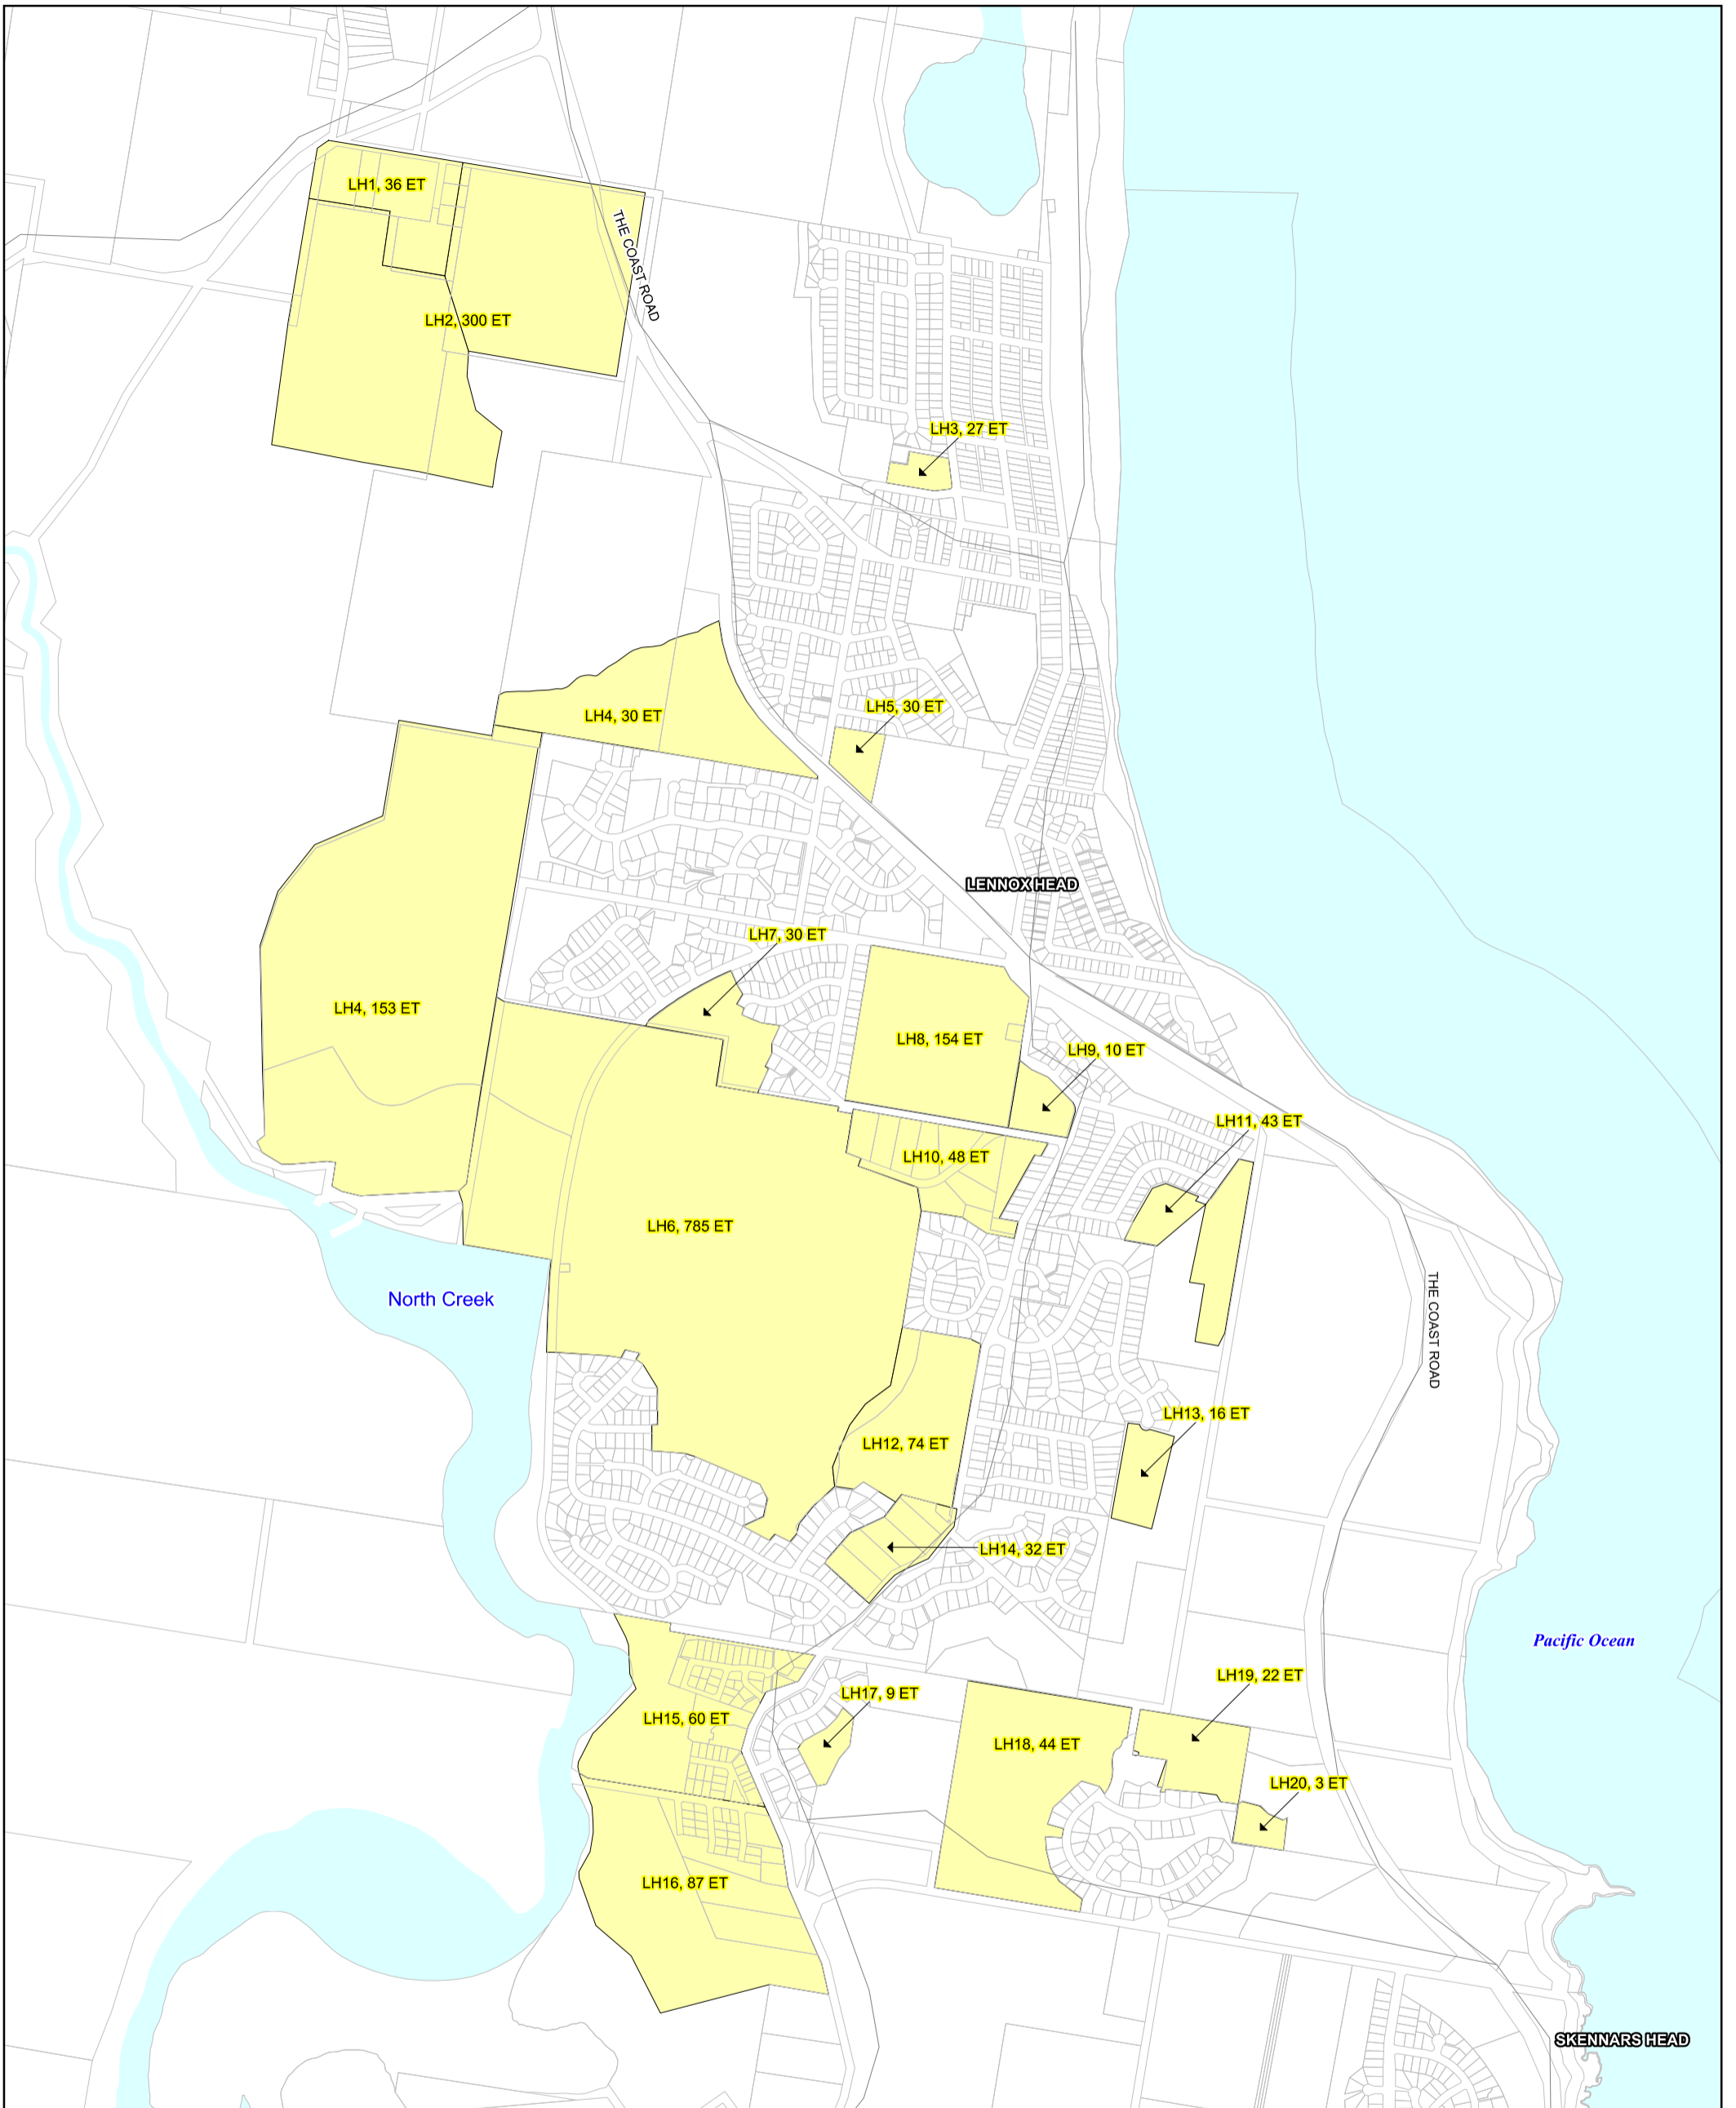 LH1, 36 ET
THE COAST ROAD
LH2, 300 ET
LH3, 27 ET
LH5, 30 ET
LH4, 30 ET
LENNOX HEAD
LH7, 30 ET
LH4, 153 ET
LH8, 154 ET
LH9, 10 ET
LH11, 43 ET
LH10, 48 ET
LH6, 785 ET
North Creek
THE COAST ROAD
LH13, 16 ET
LH12, 74 ET
LH14, 32 ET
Pacific Ocean
LH19, 22 ET
LH17, 9 ET
LH15, 60 ET
LH18, 44 ET
LH20, 3 ET
LH16, 87 ET
SKENNARS HEAD